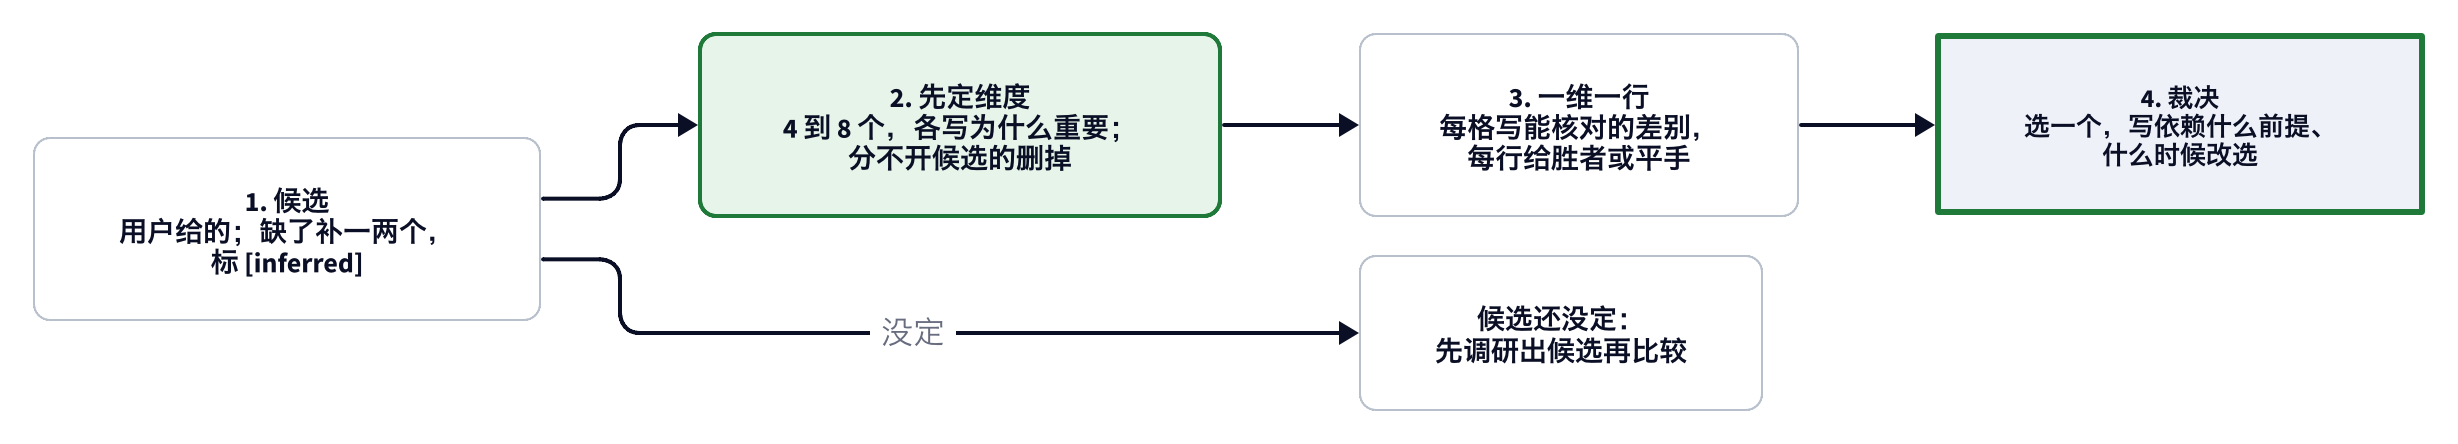 1. 候选
用户给的；缺了补一两个，
标 [inferred]
2. 先定维度
4 到 8 个，各写为什么重要；
分不开候选的删掉
3. 一维一行
每格写能核对的差别，
每行给胜者或平手
4. 裁决
选一个，写依赖什么前提、
什么时候改选
没定
候选还没定：
先调研出候选再比较